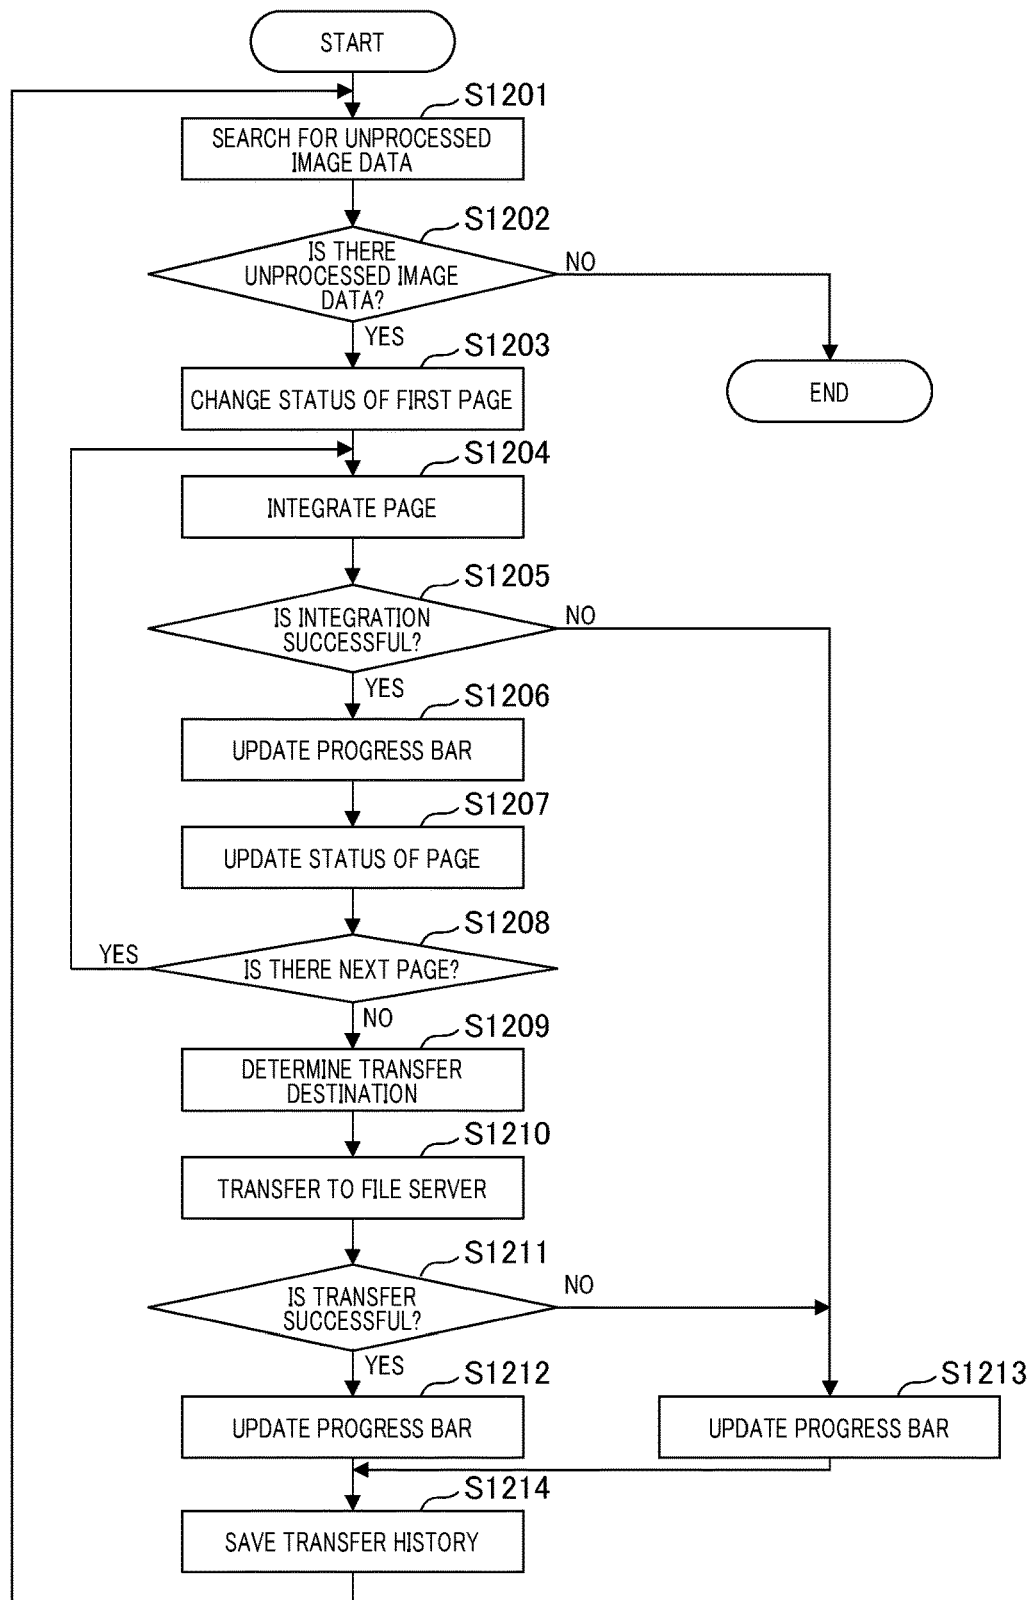 START
S1201
SEARCH FOR UNPROCESSED
IMAGE DATA
S1202
IS THERE
UNPROCESSED IMAGE
DATA?
NO
YES
S1203
CHANGE STATUS OF FIRST PAGE
END
S1204
INTEGRATE PAGE
S1205
IS INTEGRATION
SUCCESSFUL?
NO
YES
S1206
UPDATE PROGRESS BAR
S1207
UPDATE STATUS OF PAGE
S1208
YES
IS THERE NEXT PAGE?
NO
S1209
DETERMINE TRANSFER
DESTINATION
S1210
TRANSFER TO FILE SERVER
S1211
IS TRANSFER
SUCCESSFUL?
NO
YES
S1212
UPDATE PROGRESS BAR
S1213
UPDATE PROGRESS BAR
S1214
SAVE TRANSFER HISTORY